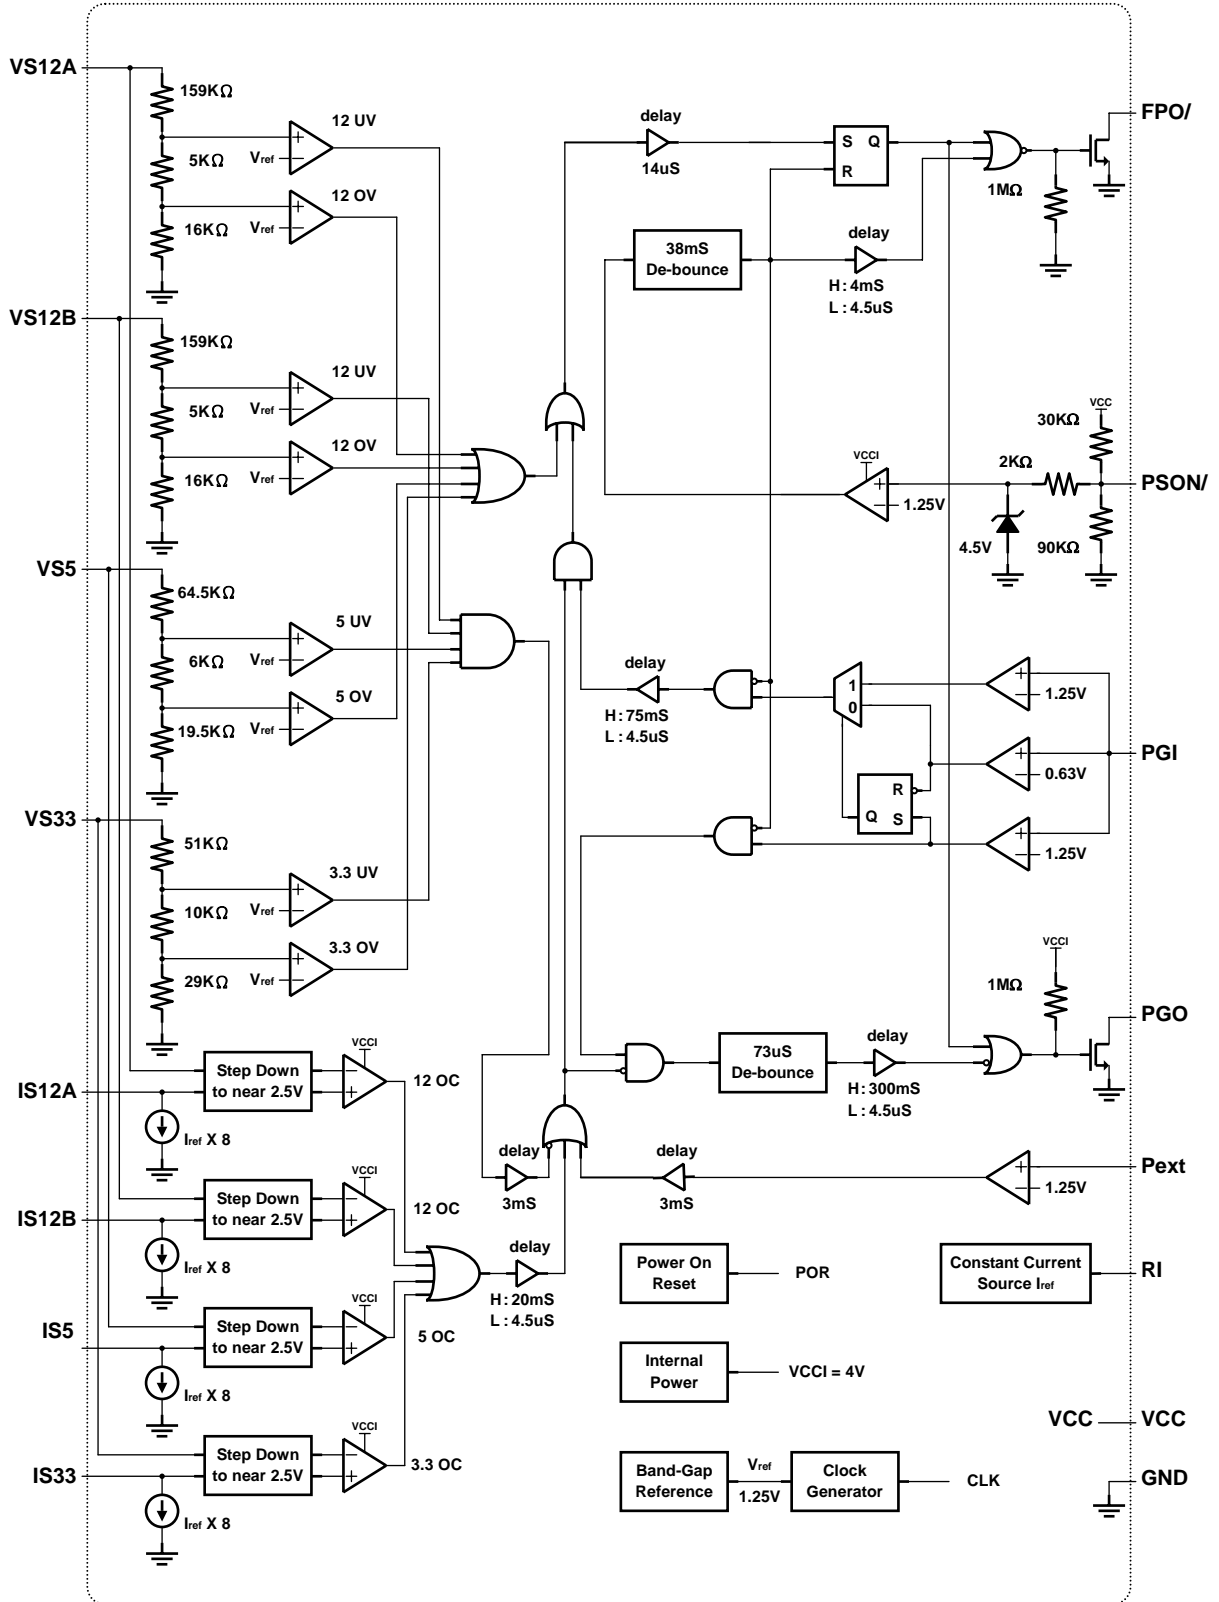 VS12A
159KΩ
5KΩ
16KΩ
Vref
12 UV
Vref
12 OV
VS12B
159KΩ
5KΩ
16KΩ
Vref
12 UV
Vref
12 OV
VS5
64.5KΩ
6KΩ
19.5KΩ
Vref
5 UV
Vref
5 OV
VS33
51KΩ
10KΩ
29KΩ
Vref
3.3 UV
Vref
3.3 OV
IS12A
Iref X 8
Step Down
to near 2.5V
VCCI
12 OC
IS12B
Iref X 8
Step Down
to near 2.5V
VCCI
12 OC
IS5
Iref X 8
Step Down
to near 2.5V
VCCI
5 OC
IS33
Iref X 8
Step Down
to near 2.5V
VCCI
3.3 OC
delay
H : 20mS
L : 4.5uS
delay
3mS
delay
3mS
delay
14uS
S Q
R
1MΩ
FPO/
38mS
De-bounce
delay
H : 4mS
L : 4.5uS
VCCI
1.25V
4.5V
2KΩ
VCC
30KΩ
90KΩ
PSON/
delay
H : 75mS
L : 4.5uS
1
0
R
Q S
1.25V
0.63V
1.25V
PGI
73uS
De-bounce
delay
H : 300mS
L : 4.5uS
VCCI
1MΩ
PGO
1.25V
Pext
Power On
Reset
POR
Constant Current
Source Iref
RI
Internal
Power
VCCI = 4V
VCC
VCC
Band-Gap
Reference
Vref
1.25V
Clock
Generator
CLK
GND